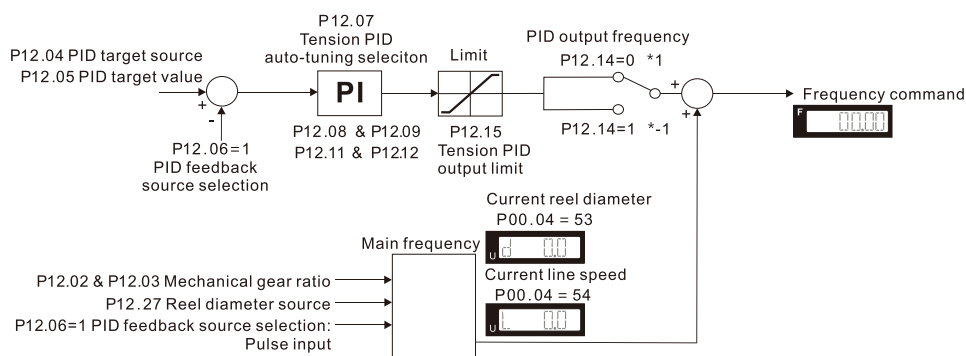 P12.07
Tension PID
auto-tuning seleciton
Limit
PID output frequency
P12.14=0 *1
P12.04 PID target source
P12.05 PID target value
+
-
PI
+
+
Frequency command
F 00.00
P12.08 & P12.09
P12.11 & P12.12
P12.15
Tension PID
output limit
P12.14=1 *-1
P12.06=1
PID feedback
source selection
Current reel diameter
P00.04 = 53
U d 0.0
Main frequency
Current line speed
P00.04 = 54
U L 0.0
P12.02 & P12.03 Mechanical gear ratio
P12.27 Reel diameter source
P12.06=1 PID feedback source selection:
Pulse input